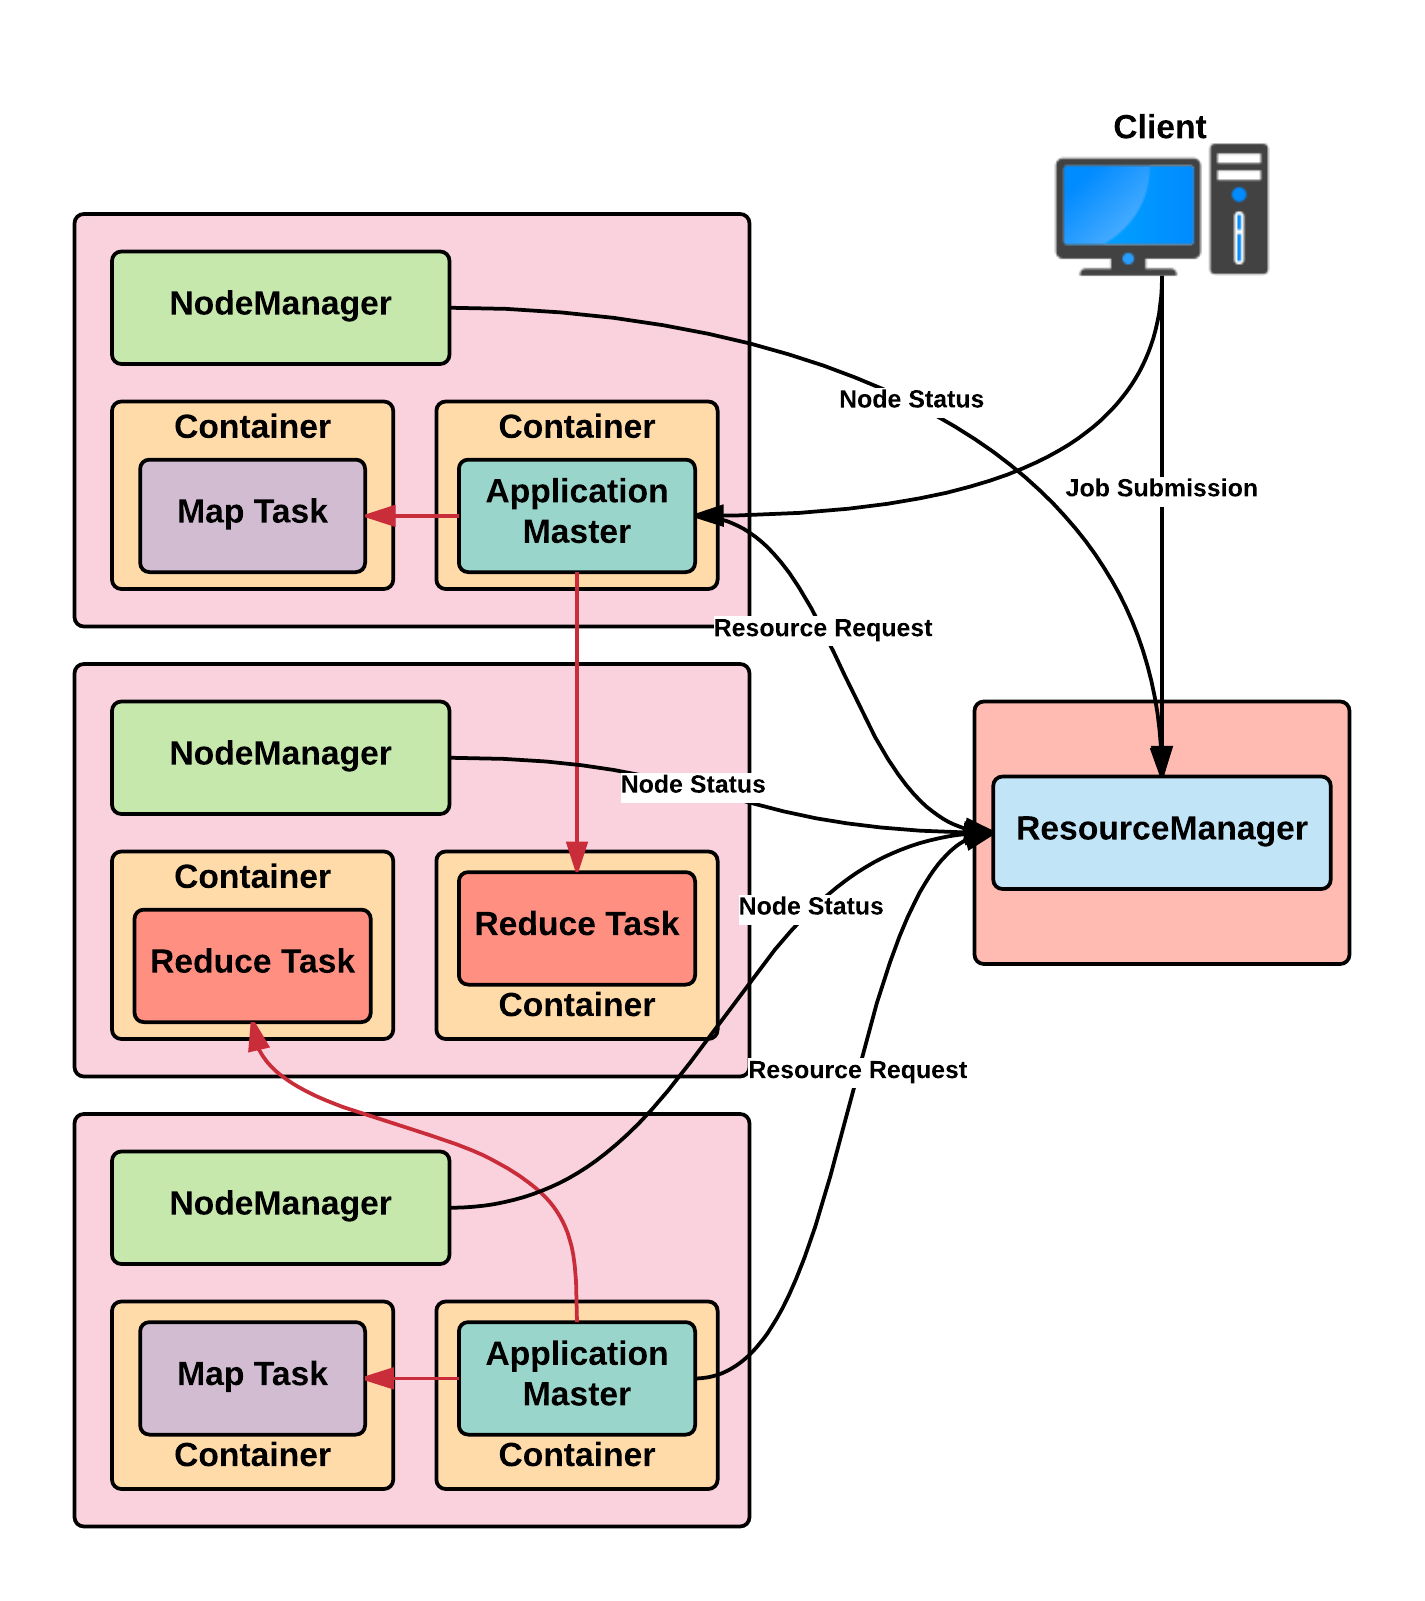 Client
NodeManager
Node Status
Container
Container
Map Task
Application
Master
Job Submission
Resource Request
NodeManager
Node Status
ResourceManager
Container
Reduce Task
Reduce Task
Container
Node Status
Resource Request
NodeManager
Map Task
Container
Application
Master
Container